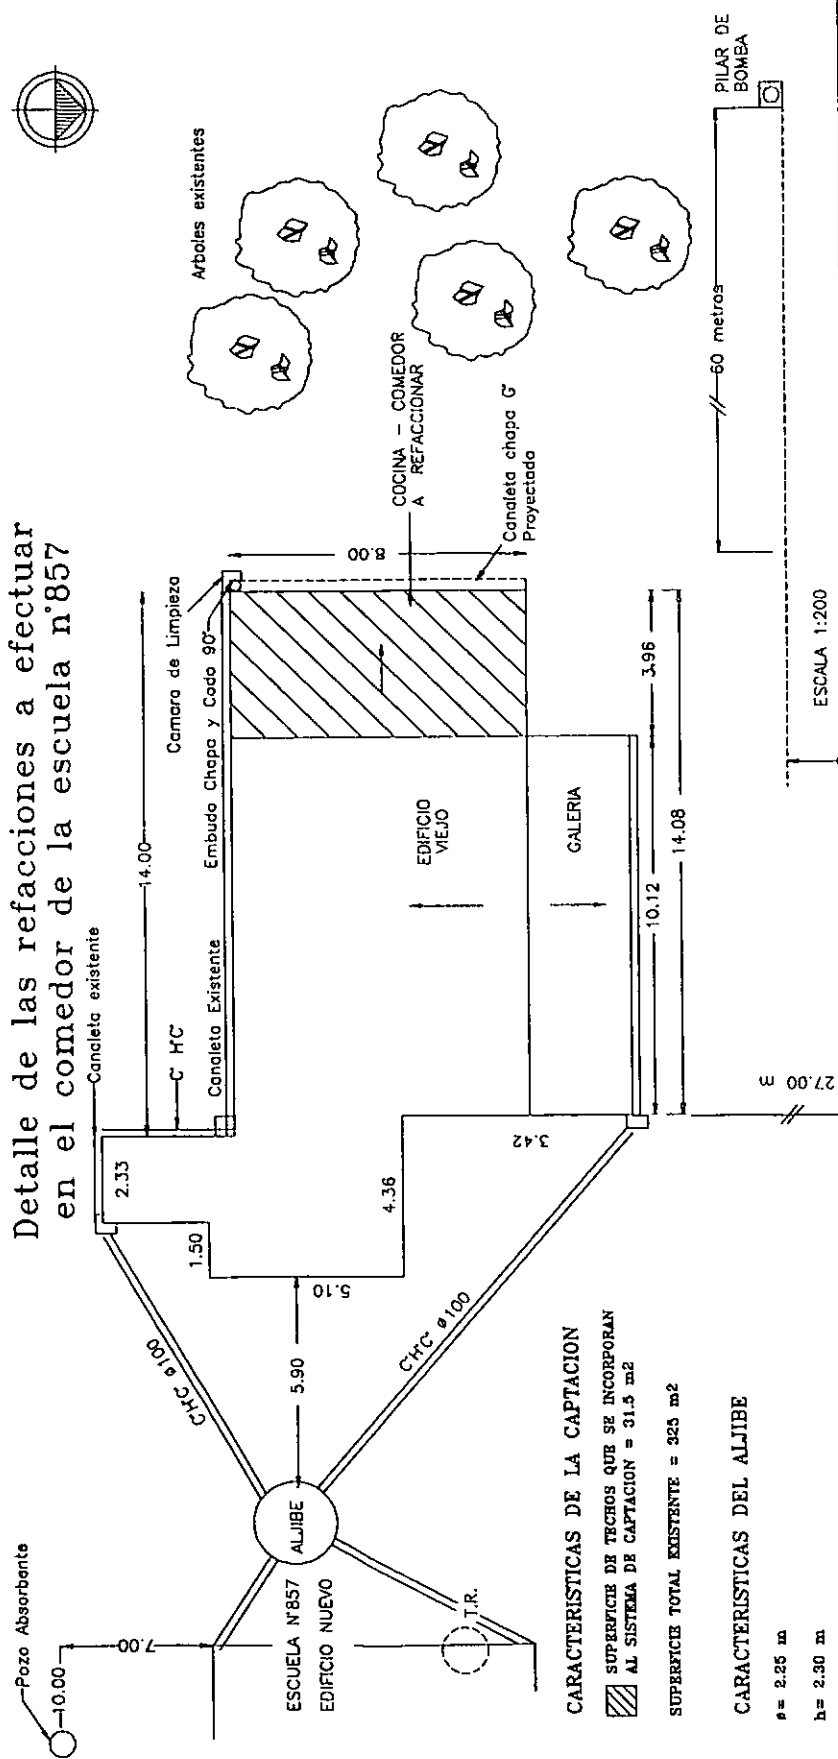 Detalle de las refacciones a efectuar
en el comedor de la escuela n°857
Pozo Absorbente
10.00
7.00
Canaleta existente
2.33
C° H°C°
14.00
Camara de Limpieza
Canaleta Existente
Embudo Chapa y Codo 90°
Arboles existentes
C°H°C° ø100
1.50
5.10
5.90
4.36
3.42
ALJIBE
ESCUELA N°857
EDIFICIO NUEVO
T.R.
C°H°C° ø100
EDIFICIO
VIEJO
GALERIA
8.00
COCINA - COMEDOR
A REFACCIONAR
Canaleta chapa G°
Proyectada
10.12
3.96
14.08
27.00 m
60 metros
PILAR DE
BOMBA
ESCALA 1:200
CARACTERISTICAS DE LA CAPTACION
SUPERFICIE DE TECHOS QUE SE INCORPORAN
AL SISTEMA DE CAPTACION = 31.5 m2
SUPERFICIE TOTAL EXISTENTE = 325 m2
CARACTERISTICAS DEL ALJIBE
ø= 2.25 m
h= 2.30 m